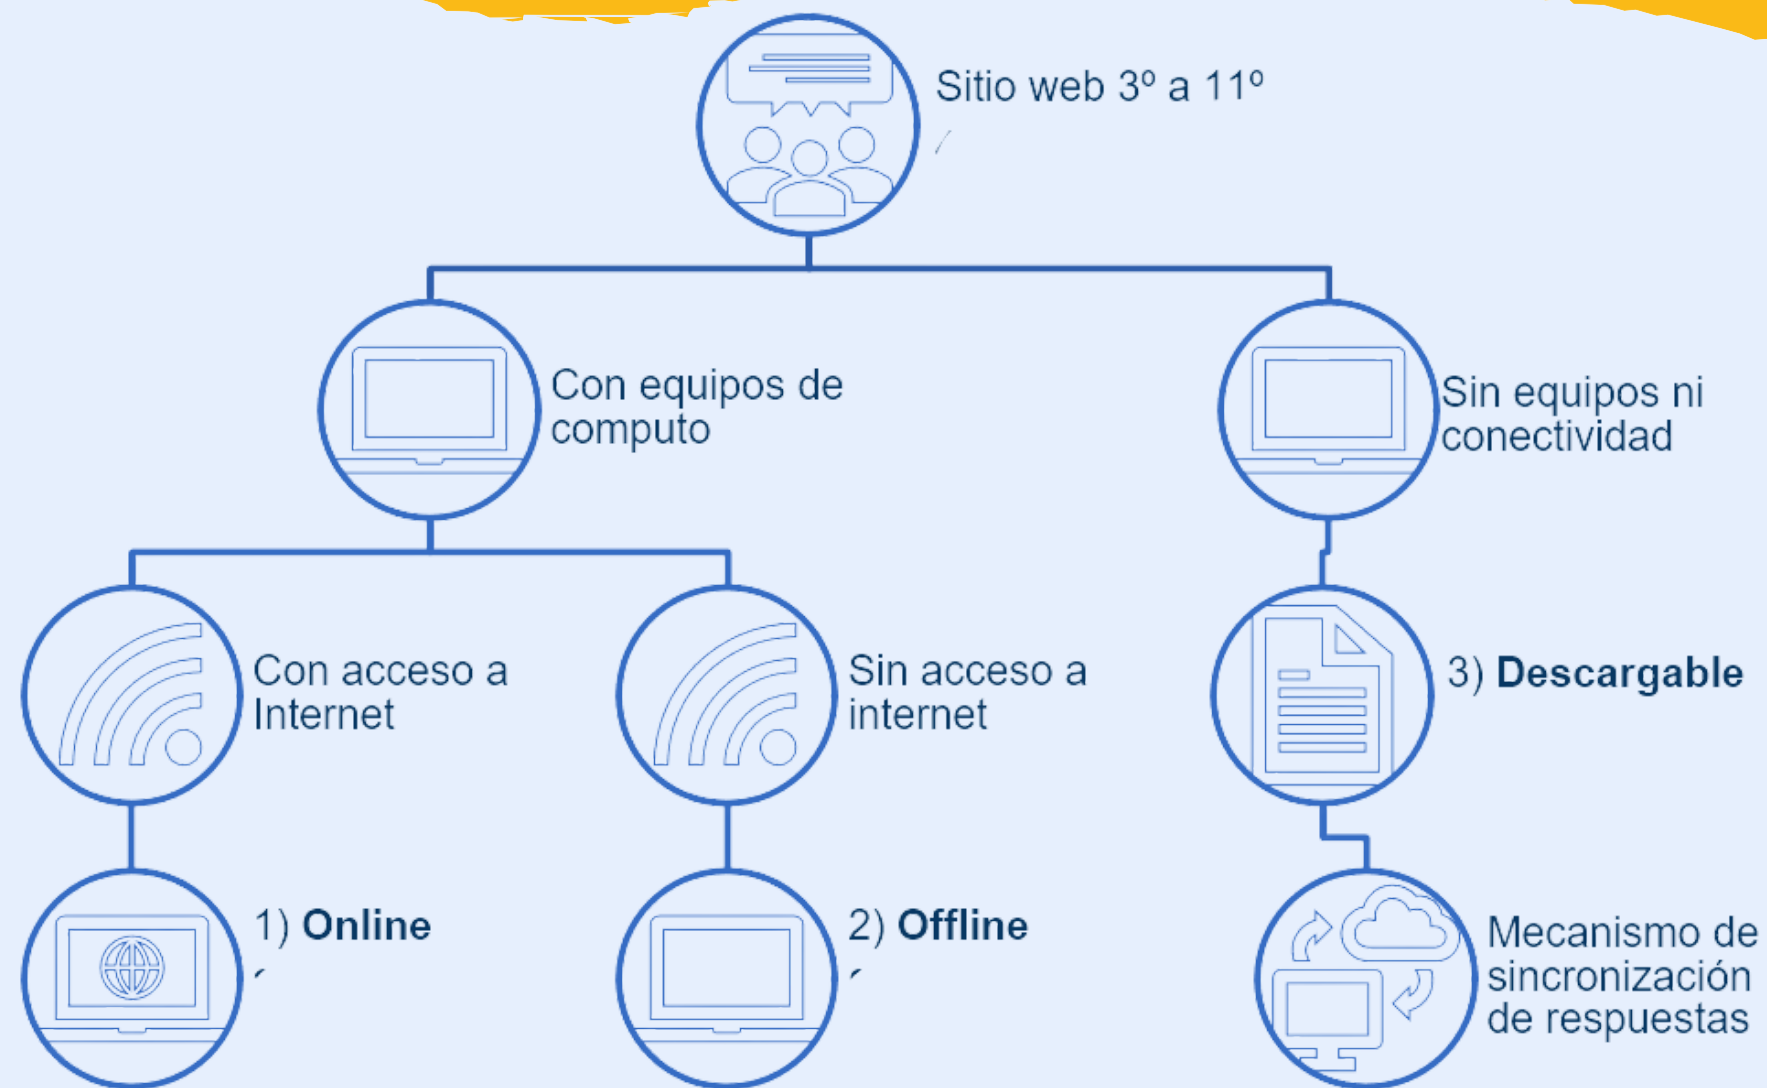 Sitio web 3º a 11º
Con equipos de
computo
Sin equipos ni
conectividad
Con acceso a
Internet
Sin acceso a
internet
3) Descargable
1) Online
2) Offline
Mecanismo de
sincronización
de respuestas